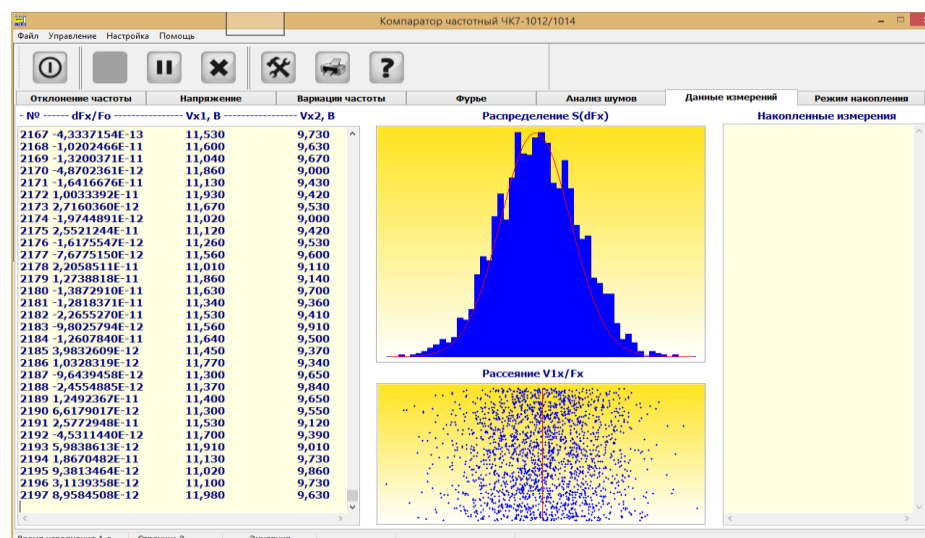 Компаратор частотный ЧК7-1012/1014
Файл Управление Настройка Помощь
Отклонение частоты Напряжение Вариации частоты Фурье Анализ шумов Данные измерений Режим накопления
- № ------ dFx/Fo ---------------- Vx1, В ---------------- Vx2, В
Распределение S(dFx)
Накопленные измерения
2167 -4,3337154E-13 11,530 9,730
2168 -1,0202466E-11 11,600 9,630
2169 -1,3200371E-11 11,040 9,670
2170 -4,8702361E-12 11,860 9,000
2171 -1,6416676E-11 11,130 9,430
2172 1,0033392E-11 11,930 9,420
2173 2,7160360E-12 11,670 9,530
2174 -1,9744891E-12 11,020 9,000
2175 2,5521244E-11 11,120 9,420
2176 -1,6175547E-12 11,260 9,530
2177 -7,6775150E-12 11,560 9,600
2178 2,2058511E-11 11,010 9,110
2179 1,2738818E-11 11,860 9,140
2180 -1,3872910E-11 11,630 9,700
2181 -1,2818371E-11 11,340 9,360
2182 -2,2655270E-11 11,530 9,410
2183 -9,8025794E-12 11,560 9,910
2184 -1,2607840E-11 11,640 9,500
2185 3,9832609E-12 11,450 9,370
2186 1,0328319E-12 11,770 9,340
2187 -9,6439458E-12 11,300 9,650
2188 -2,4554885E-12 11,370 9,840
2189 1,2492367E-11 11,400 9,650
2190 6,6179017E-12 11,300 9,550
2191 2,5772948E-11 11,530 9,120
2192 -4,5311440E-12 11,700 9,390
2193 5,9838613E-12 11,910 9,010
2194 1,8670482E-11 11,130 9,730
2195 9,3813464E-12 11,020 9,860
2196 3,1139358E-12 11,100 9,730
2197 8,9584508E-12 11,980 9,630
Рассеяние V1x/Fx